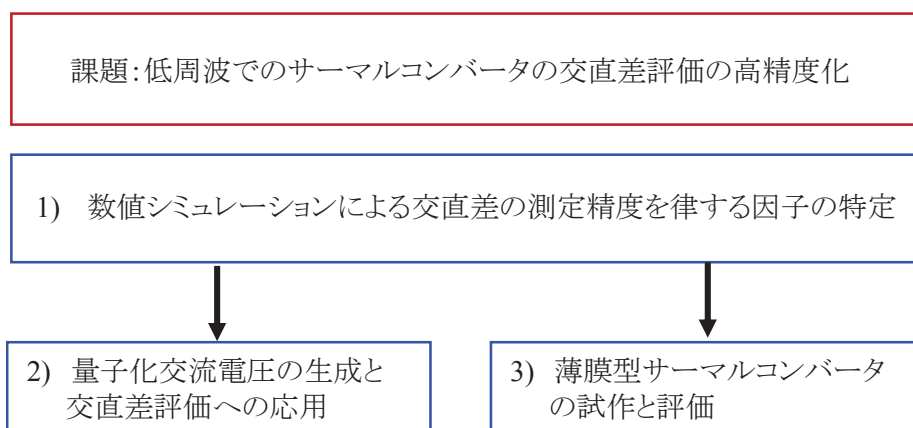 課題:低周波でのサーマルコンバータの交直差評価の高精度化
1) 数値シミュレーションによる交直差の測定精度を律する因子の特定
2) 量子化交流電圧の生成と
交直差評価への応用
3) 薄膜型サーマルコンバータ
の試作と評価